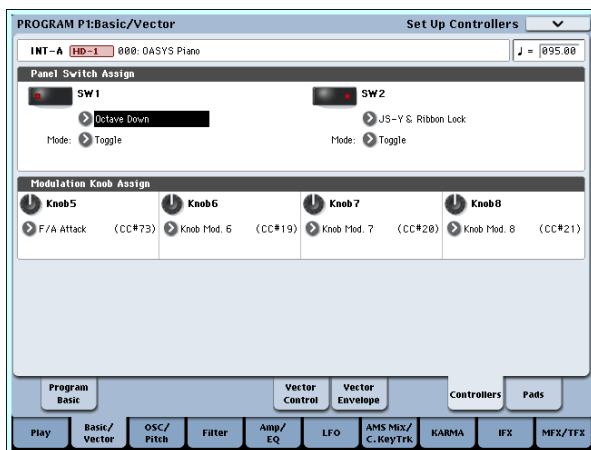 PROGRAM P1:Basic/Vector Set Up Controllers
INT-A HD-1 000: OASYS Piano ♩ = 095.00
Panel Switch Assign
SW1 SW2
Octave Down JS-Y & Ribbon Lock
Mode: Toggle Mode: Toggle
Modulation Knob Assign
Knob5 Knob6 Knob7 Knob8
F/A Attack (CC#73) Knob Mod. 6 (CC#19) Knob Mod. 7 (CC#20) Knob Mod. 8 (CC#21)
Program Basic Vector Control Vector Envelope Controllers Pads
Play Basic/Vector OSC/Pitch Filter Amp/EQ LFO AMS Mix/C.KeyTrk KARMA IFX MFX/TFX